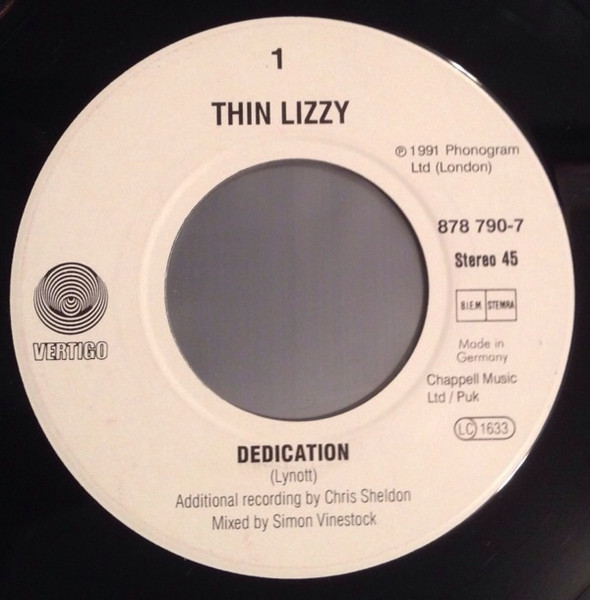 1
THIN LIZZY
℗ 1991 Phonogram
Ltd (London)
878 790-7
Stereo 45
B.I.E.M. STEMRA
VERTIGO
Made in
Germany
Chappell Music
Ltd / Puk
LC 1633
DEDICATION
(Lynott)
Additional recording by Chris Sheldon
Mixed by Simon Vinestock